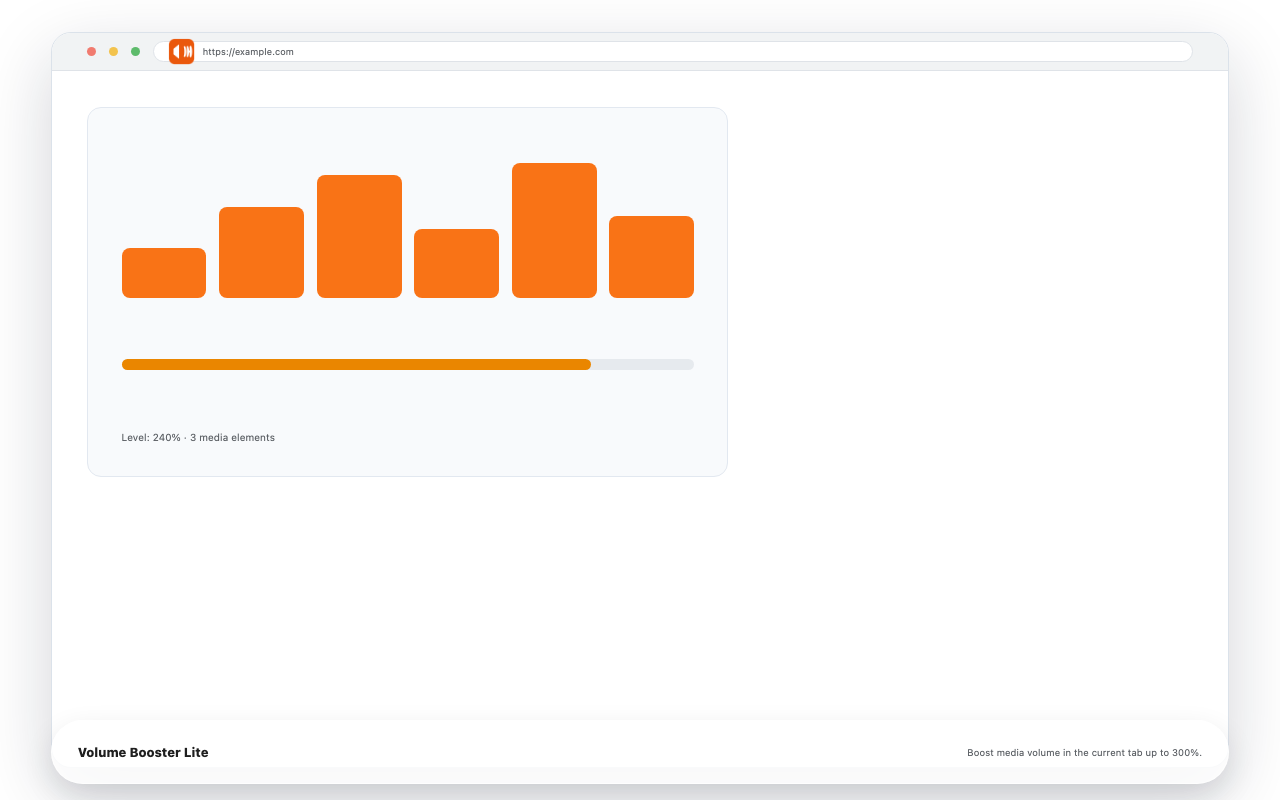 https://example.com
Level: 240% · 3 media elements
Volume Booster Lite
Boost media volume in the current tab up to 300%.